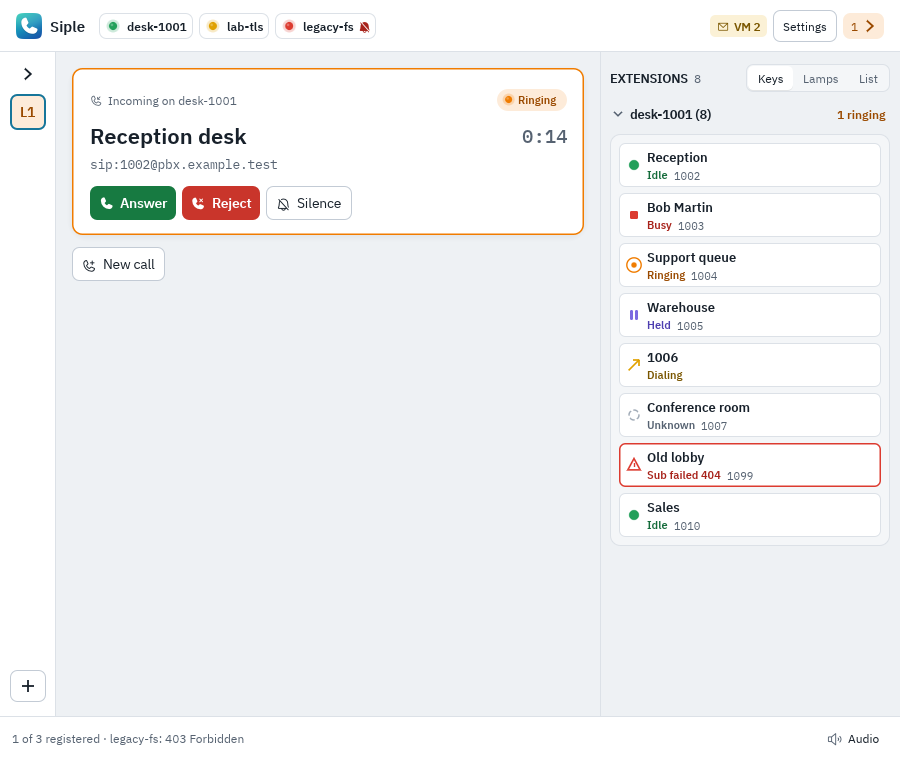 Siple
desk-1001
lab-tls
legacy-fs
VM 2
Settings
1
L1
Incoming on desk-1001
Ringing
Reception desk
0:14
sip:1002@pbx.example.test
Answer
Reject
Silence
New call
EXTENSIONS 8
Keys
Lamps
List
desk-1001 (8)
1 ringing
Reception
Idle 1002
Bob Martin
Busy 1003
Support queue
Ringing 1004
Warehouse
Held 1005
1006
Dialing
Conference room
Unknown 1007
Old lobby
Sub failed 404 1099
Sales
Idle 1010
1 of 3 registered · legacy-fs: 403 Forbidden
Audio